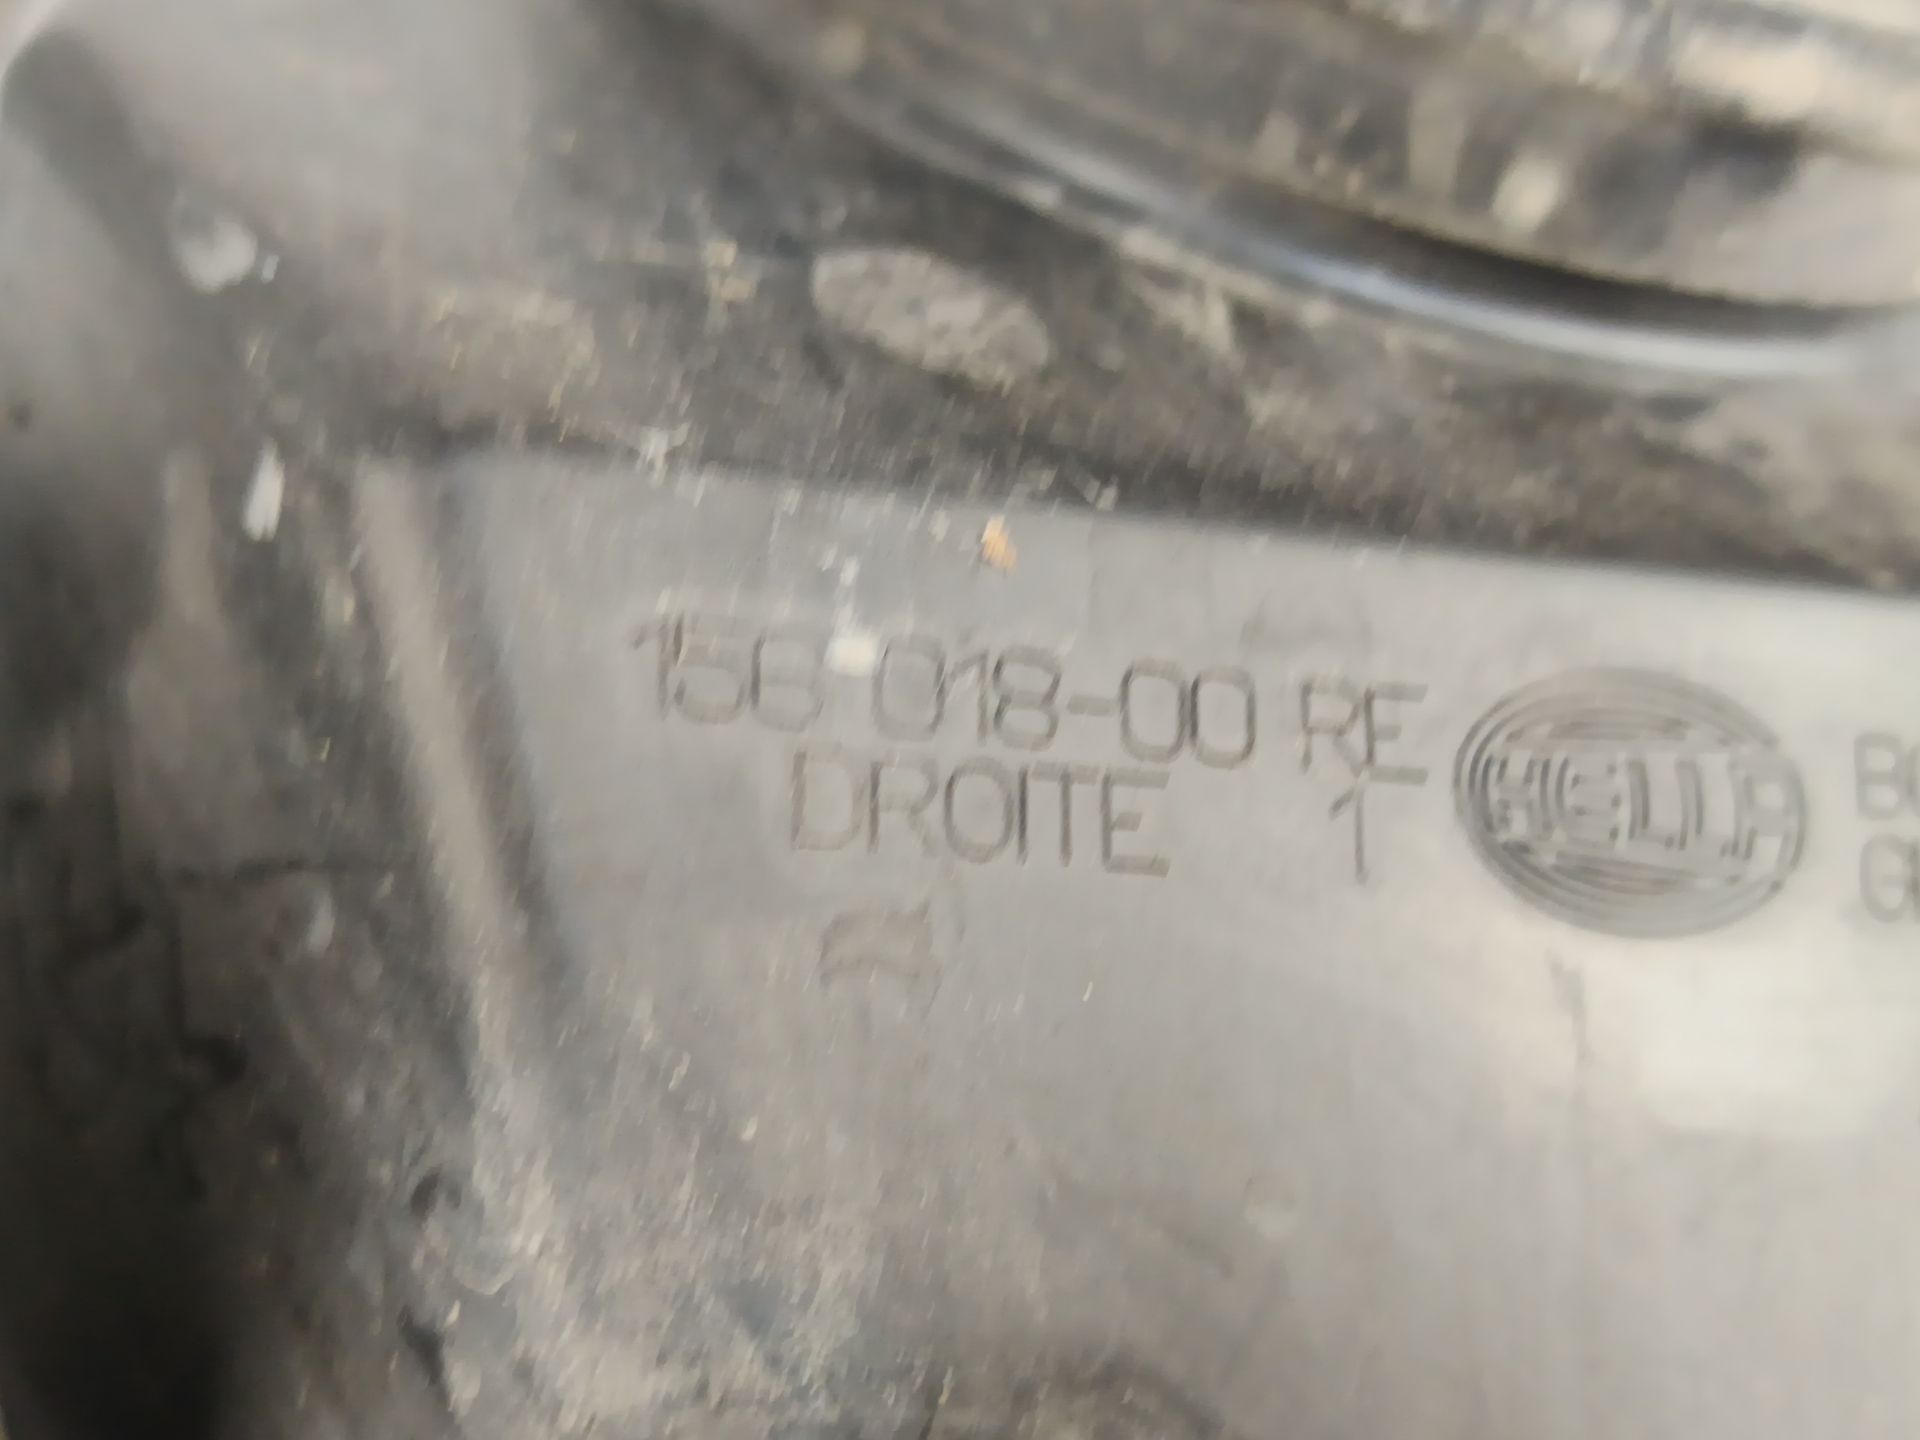 156 018-00 RE
DROITE 1
HELLA